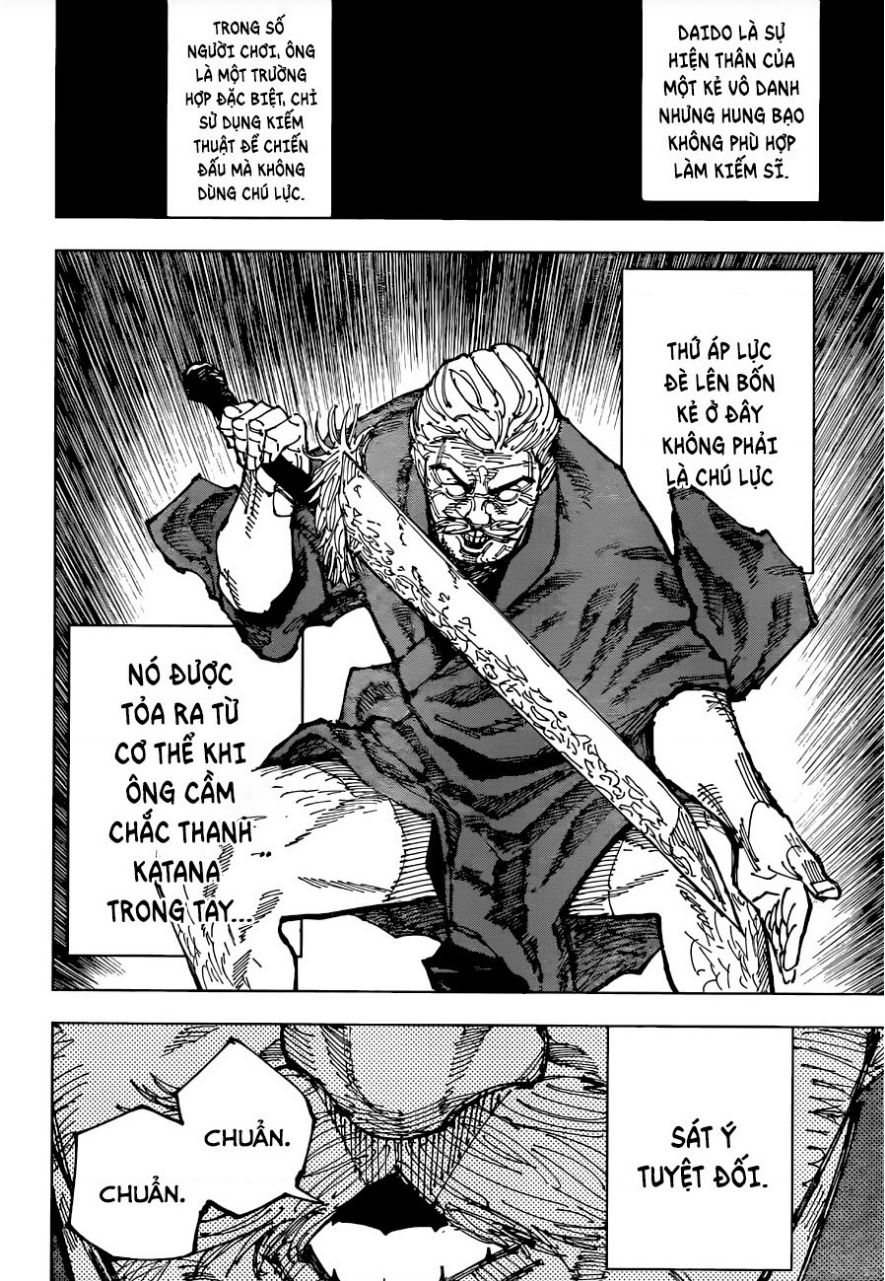 DAIDO LÀ SỰ
HIỆN THÂN CỦA
MỘT KẺ VÔ DANH
NHƯNG HUNG BẠO
KHÔNG PHÙ HỢP
LÀM KIẾM SĨ.
TRONG SỐ
NGƯỜI CHƠI, ÔNG
LÀ MỘT TRƯỜNG
HỢP ĐẶC BIỆT, CHỈ
SỬ DỤNG KIẾM
THUẬT ĐỂ CHIẾN
ĐẤU MÀ KHÔNG
DÙNG CHÚ LỰC.
THỨ ÁP LỰC
ĐÈ LÊN BỐN
KẺ Ở ĐÂY
KHÔNG PHẢI
LÀ CHÚ LỰC
NÓ ĐƯỢC
TỎA RA TỪ
CƠ THỂ KHI
ÔNG CẦM
CHẮC THANH
KATANA
TRONG TAY...
SÁT Ý
TUYỆT ĐỐI.
CHUẨN.
CHUẨN.